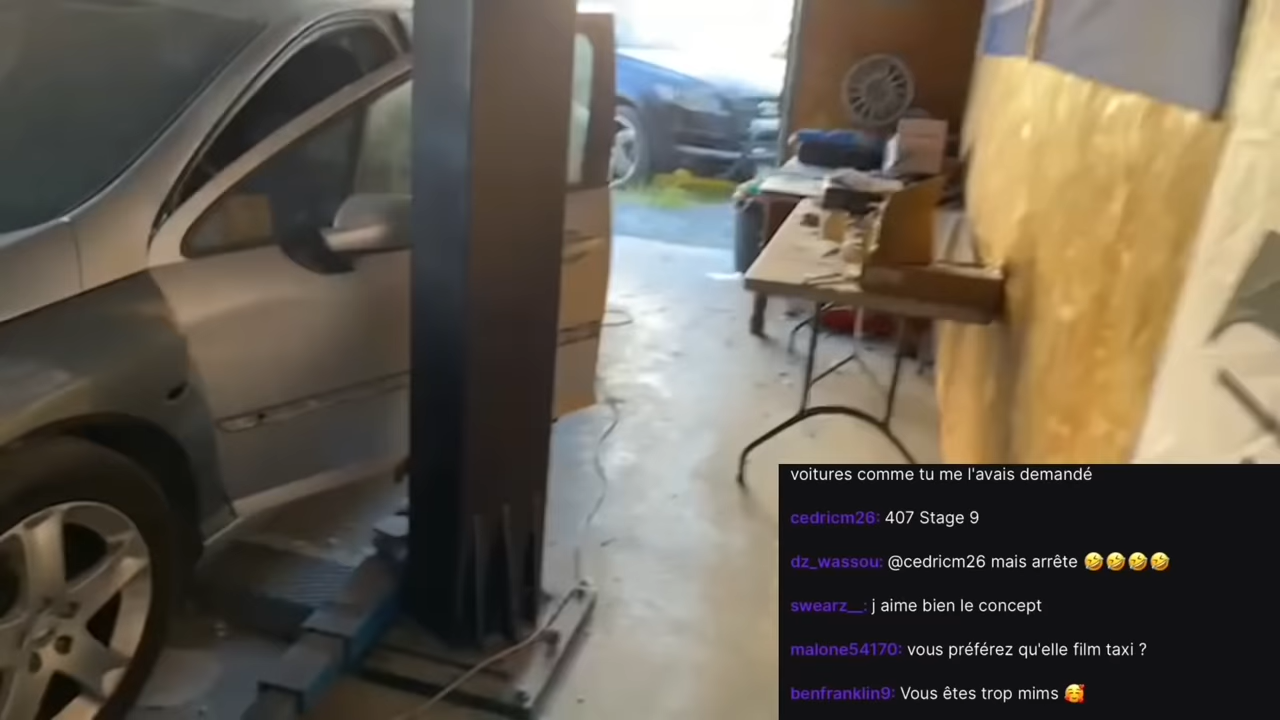 voitures comme tu me l'avais demandé
cedricm26: 407 Stage 9
dz_wassou: @cedricm26 mais arrête 🤣🤣🤣🤣
swearz__: j aime bien le concept
malone54170: vous préférez qu'elle film taxi ?
benfranklin9: Vous êtes trop mims 🥰